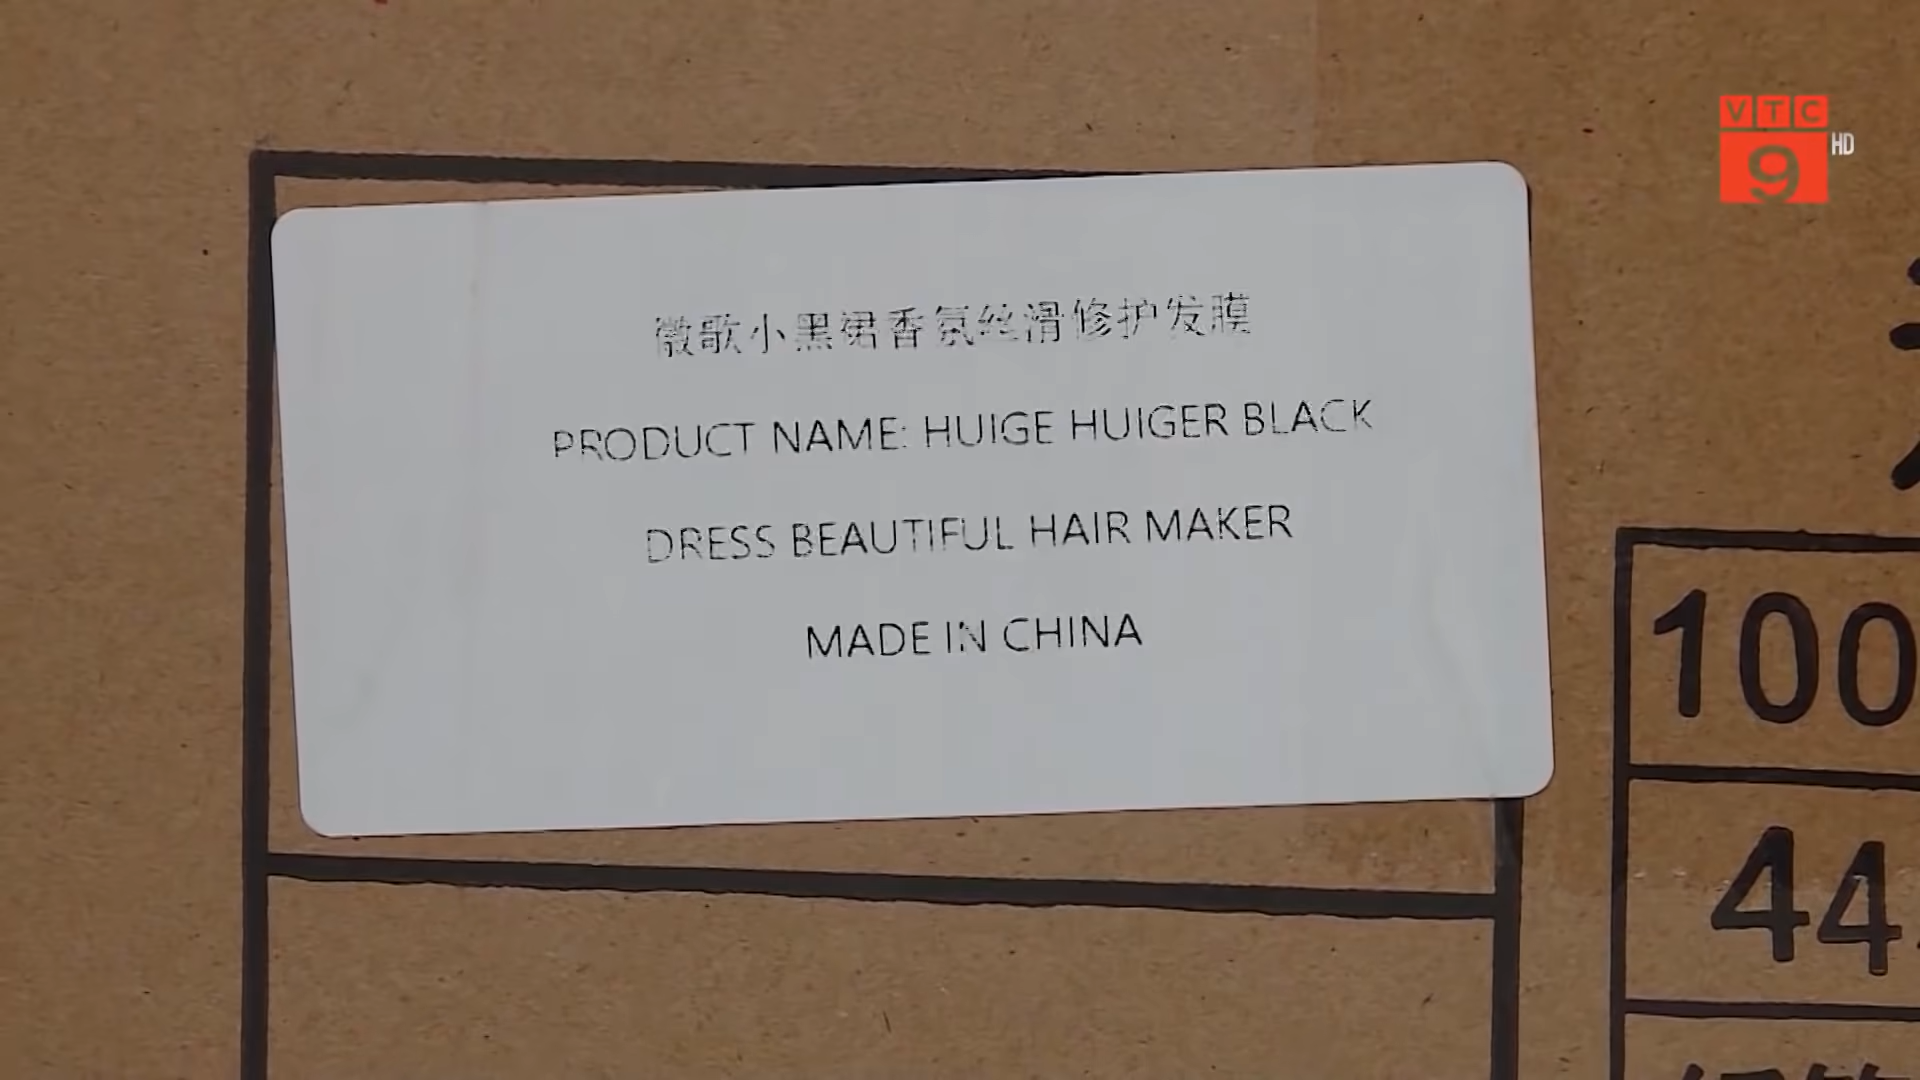 VTC
9 HD
徽歌小黑裙香氛丝滑修护发膜
PRODUCT NAME: HUIGE HUIGER BLACK
DRESS BEAUTIFUL HAIR MAKER
MADE IN CHINA
100
44